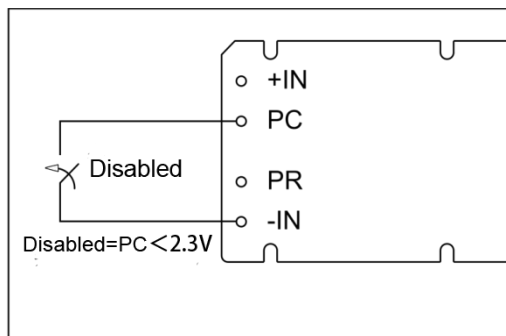 +IN
PC
Disabled
PR
-IN
Disabled=PC＜2.3V